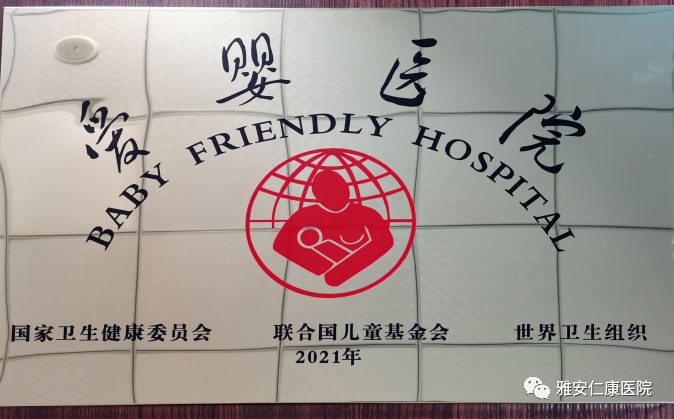 爱婴医院
BABY FRIENDLY HOSPITAL
国家卫生健康委员会 联合国儿童基金会 世界卫生组织
2021年
雅安仁康医院